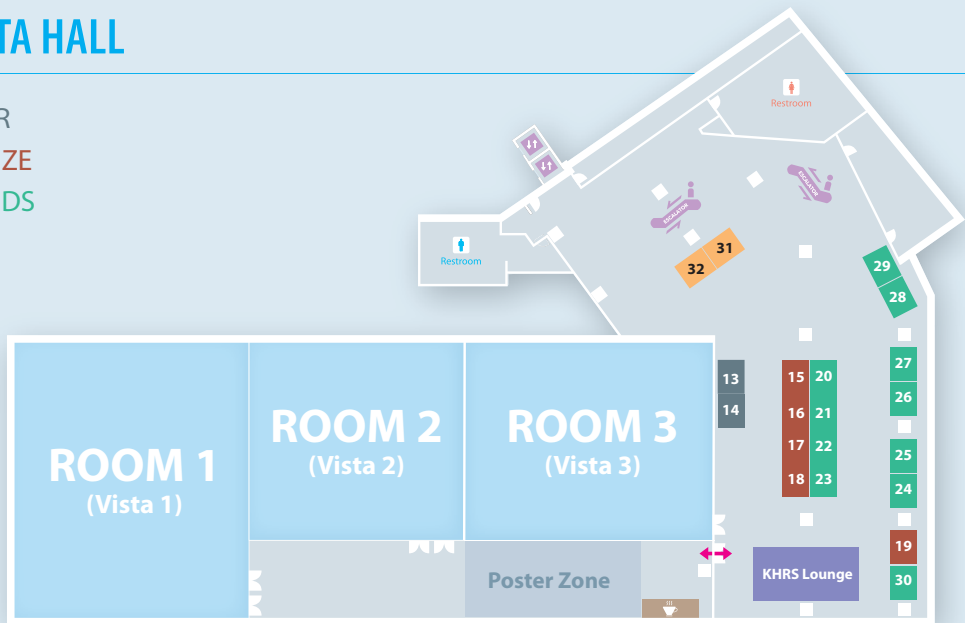 TA HALL
R
ZE
DS
Restroom
ESCALATOR
ESCALATOR
Restroom
31
32
29
28
27
26
25
24
19
30
13
14
15 20
16 21
17 22
18 23
ROOM 1
(Vista 1)
ROOM 2
(Vista 2)
ROOM 3
(Vista 3)
Poster Zone
KHRS Lounge